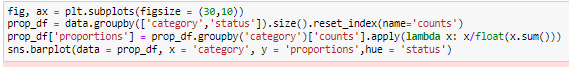 fig, ax = plt.subplots(figsize = (30,10))
prop_df = data.groupby(['category','status']).size().reset_index(name='counts')
prop_df['proportions'] = prop_df.groupby('category')['counts'].apply(lambda x: x/float(x.sum()))
sns.barplot(data = prop_df, x = 'category', y = 'proportions',hue = 'status')